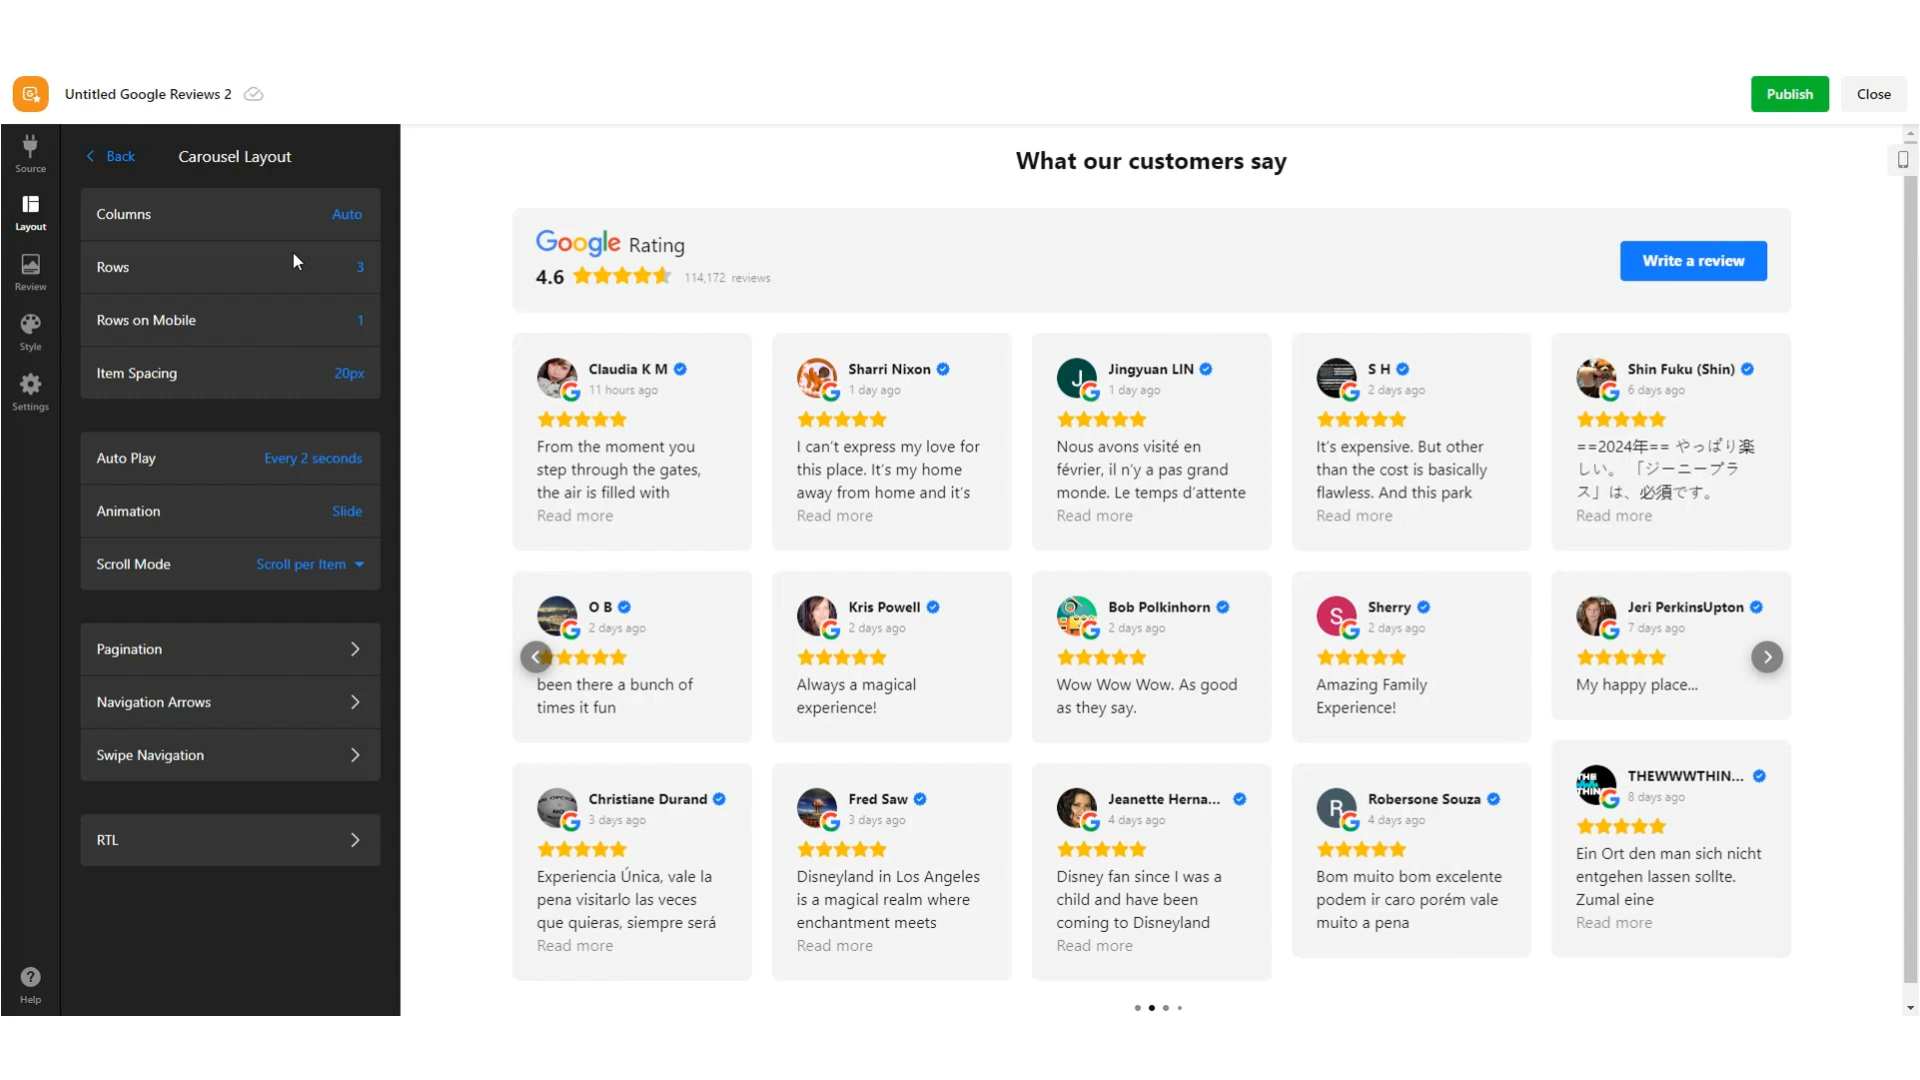 Untitled Google Reviews 2
Publish
Close
Source
Layout
Review
Style
Settings
Help
Back
Carousel Layout
Columns Auto
Rows 3
Rows on Mobile 1
Item Spacing 20px
Auto Play Every 2 seconds
Animation Slide
Scroll Mode Scroll per Item
Pagination
Navigation Arrows
Swipe Navigation
RTL
What our customers say
Google Rating
4.6 114,172 reviews
Write a review
Claudia K M
11 hours ago
From the moment you
step through the gates,
the air is filled with
Read more
Sharri Nixon
1 day ago
I can't express my love for
this place. It's my home
away from home and it's
Read more
J
Jingyuan LIN
1 day ago
Nous avons visité en
février, il n'y a pas grand
monde. Le temps d'attente
Read more
S H
2 days ago
It's expensive. But other
than the cost is basically
flawless. And this park
Read more
Shin Fuku (Shin)
6 days ago
==2024年== やっぱり楽
しい。 「ジーニープラ
ス」は、必須です。
Read more
O B
2 days ago
been there a bunch of
times it fun
Kris Powell
2 days ago
Always a magical
experience!
Bob Polkinhorn
2 days ago
Wow Wow Wow. As good
as they say.
S
Sherry
2 days ago
Amazing Family
Experience!
Jeri PerkinsUpton
7 days ago
My happy place...
Christiane Durand
3 days ago
Experiencia Única, vale la
pena visitarlo las veces
que quieras, siempre será
Read more
Fred Saw
3 days ago
Disneyland in Los Angeles
is a magical realm where
enchantment meets
Read more
Jeanette Herna...
4 days ago
Disney fan since I was a
child and have been
coming to Disneyland
Read more
R
Robersone Souza
4 days ago
Bom muito bom excelente
podem ir caro porém vale
muito a pena
THEWWWTHIN...
8 days ago
Ein Ort den man sich nicht
entgehen lassen sollte.
Zumal eine
Read more